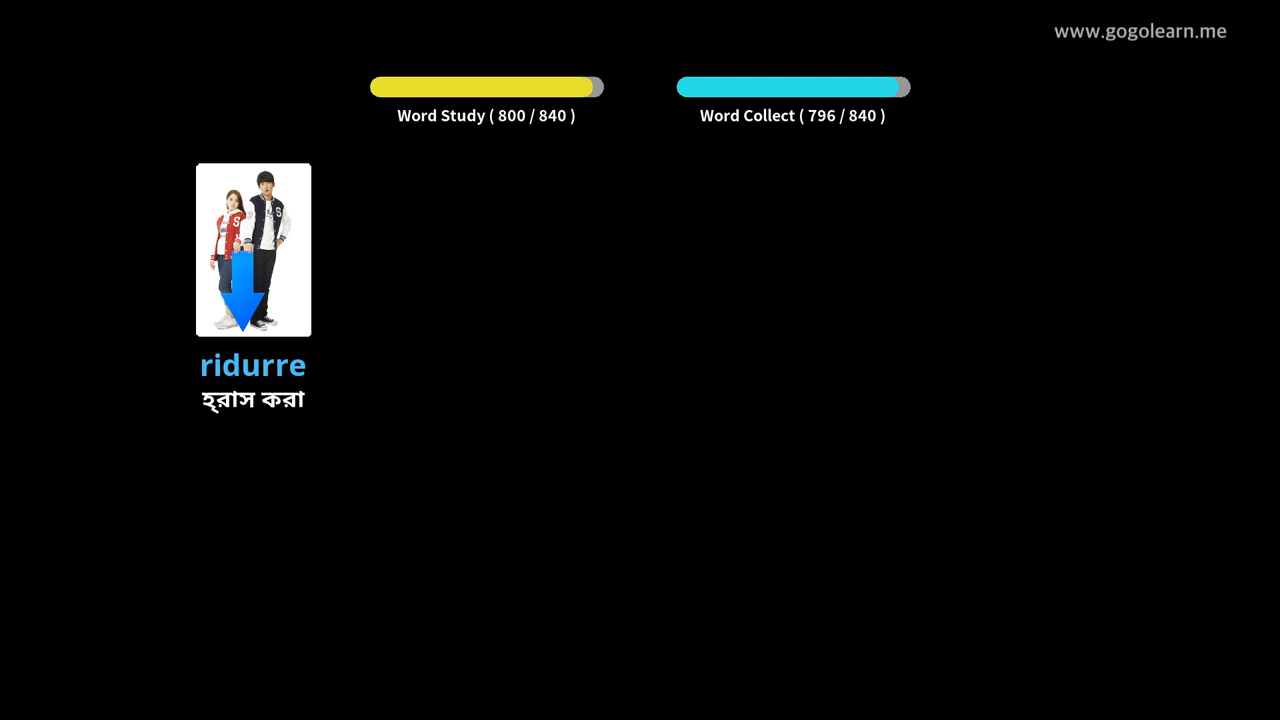 www.gogolearn.me
Word Study ( 800 / 840 )
Word Collect ( 796 / 840 )
S
S
ridurre
হ্রাস করা